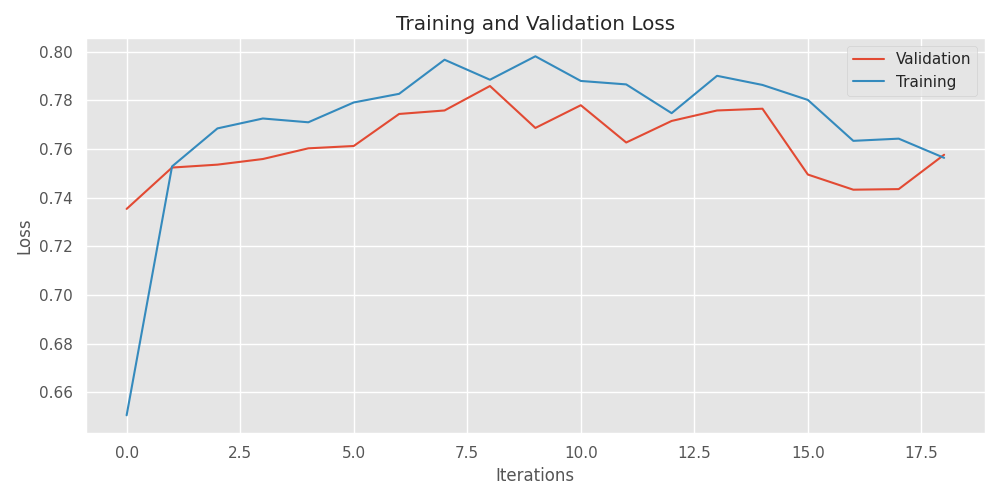 Training and Validation Loss
Validation
Training
0.80
0.78
0.76
0.74
0.72
0.70
0.68
0.66
Loss
0.0 2.5 5.0 7.5 10.0 12.5 15.0 17.5
Iterations